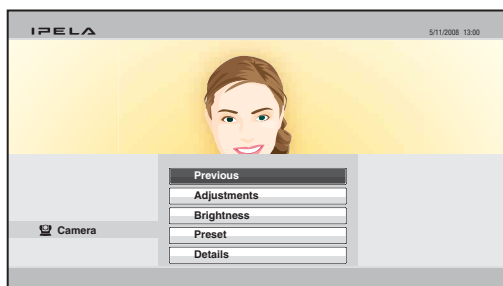 IPELA
5/11/2008 13:00
Previous
Adjustments
Brightness
Camera
Preset
Details